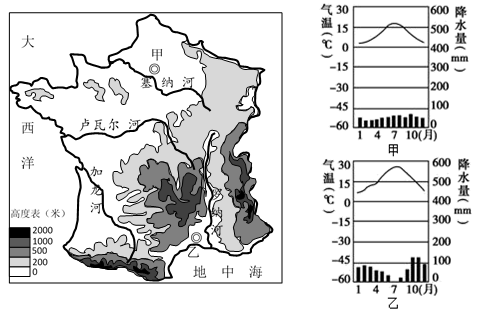 大
西
洋
甲
塞 纳 河
卢 瓦 尔 河
加
龙
河
纳
河
乙
地 中 海
高度表（米）
2000
1000
500
200
0
气温（℃）
降水量（mm）
30 600
15 500
0 400
-15 300
-30 200
-45 100
-60 0
1 4 7 10(月)
甲
气温（℃）
降水量（mm）
30 600
15 500
0 400
-15 300
-30 200
-45 100
-60 0
1 4 7 10(月)
乙